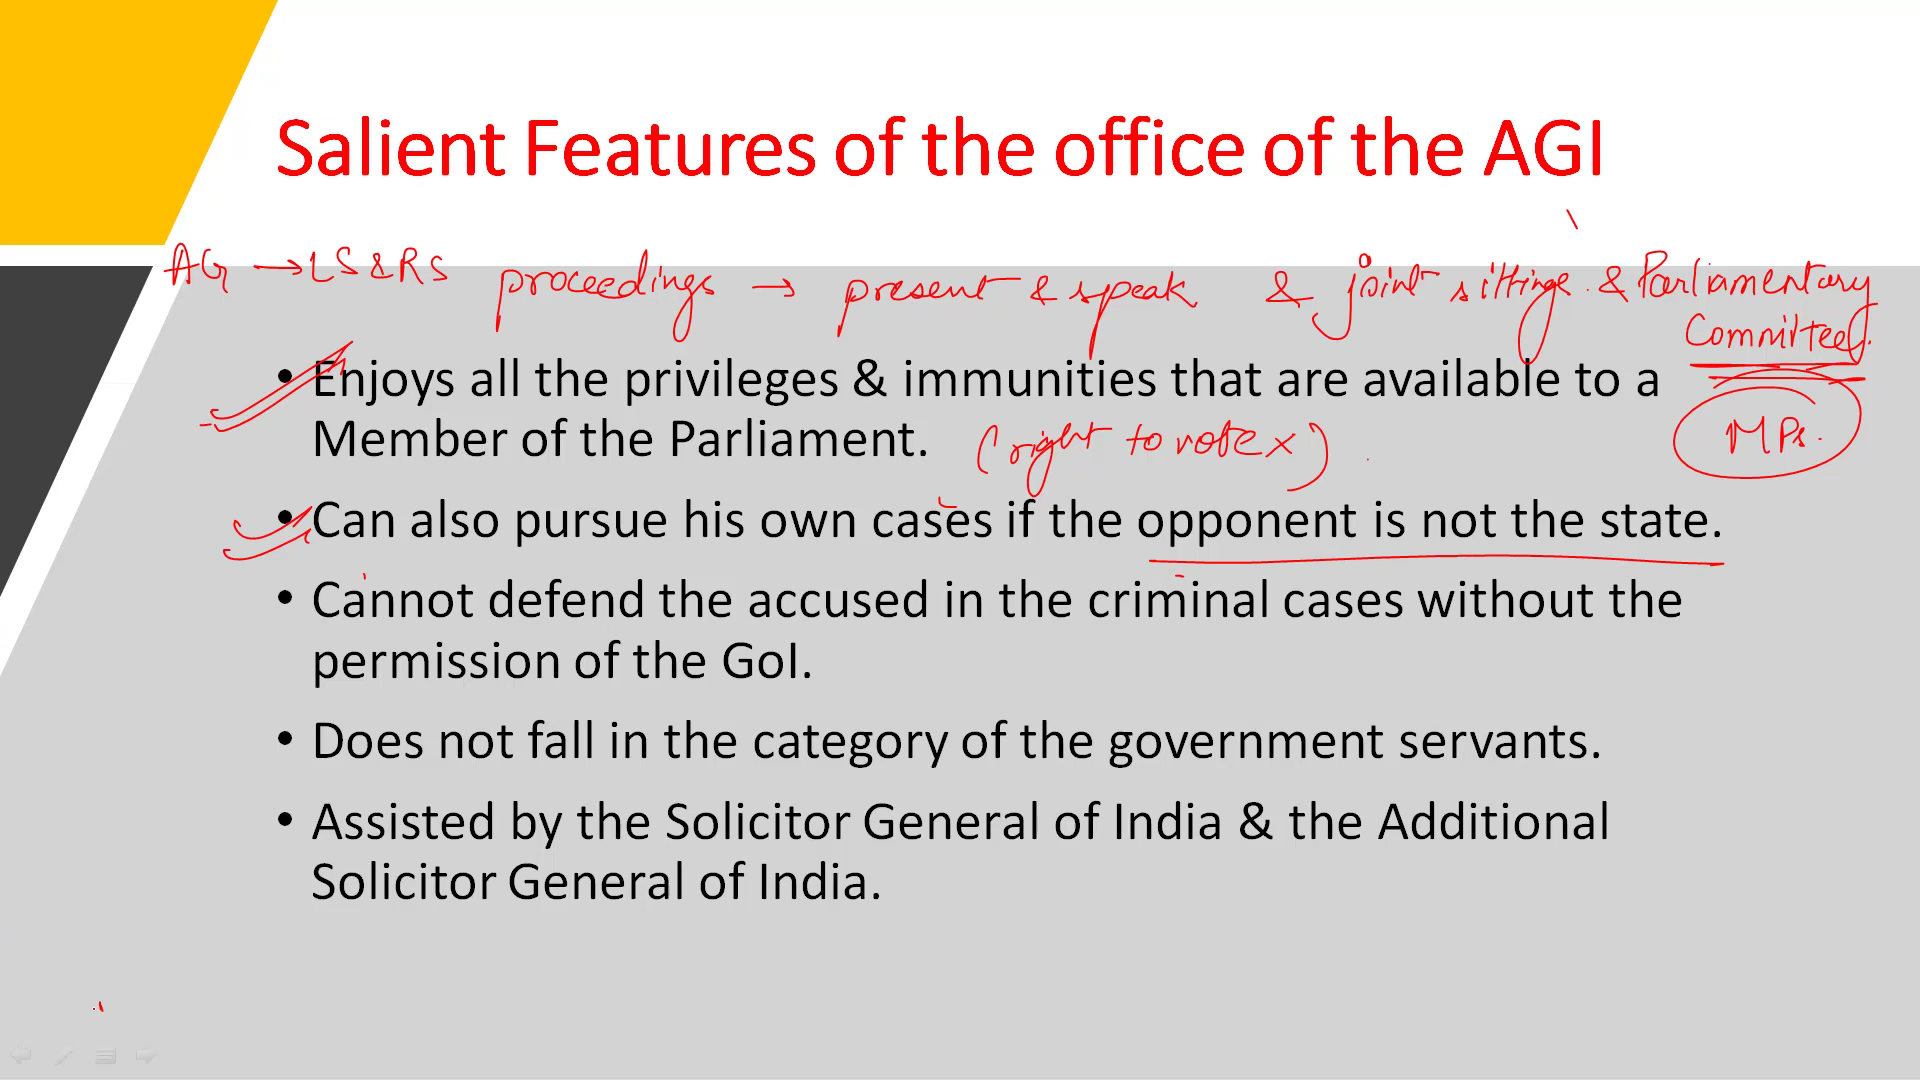 Salient Features of the office of the AGI
AG → LS & RS proceedings → present & speak & joint sittings & Parliamentary
Committees.
• Enjoys all the privileges & immunities that are available to a
Member of the Parliament. (right to vote x) MPs.
• Can also pursue his own cases if the opponent is not the state.
• Cannot defend the accused in the criminal cases without the
permission of the GoI.
• Does not fall in the category of the government servants.
• Assisted by the Solicitor General of India & the Additional
Solicitor General of India.